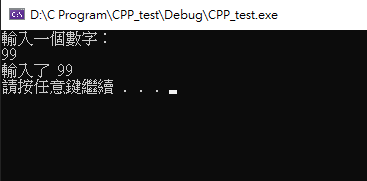 D:\C Program\CPP_test\Debug\CPP_test.exe
輸入一個數字：
99
輸入了 99
請按任意鍵繼續 . . .